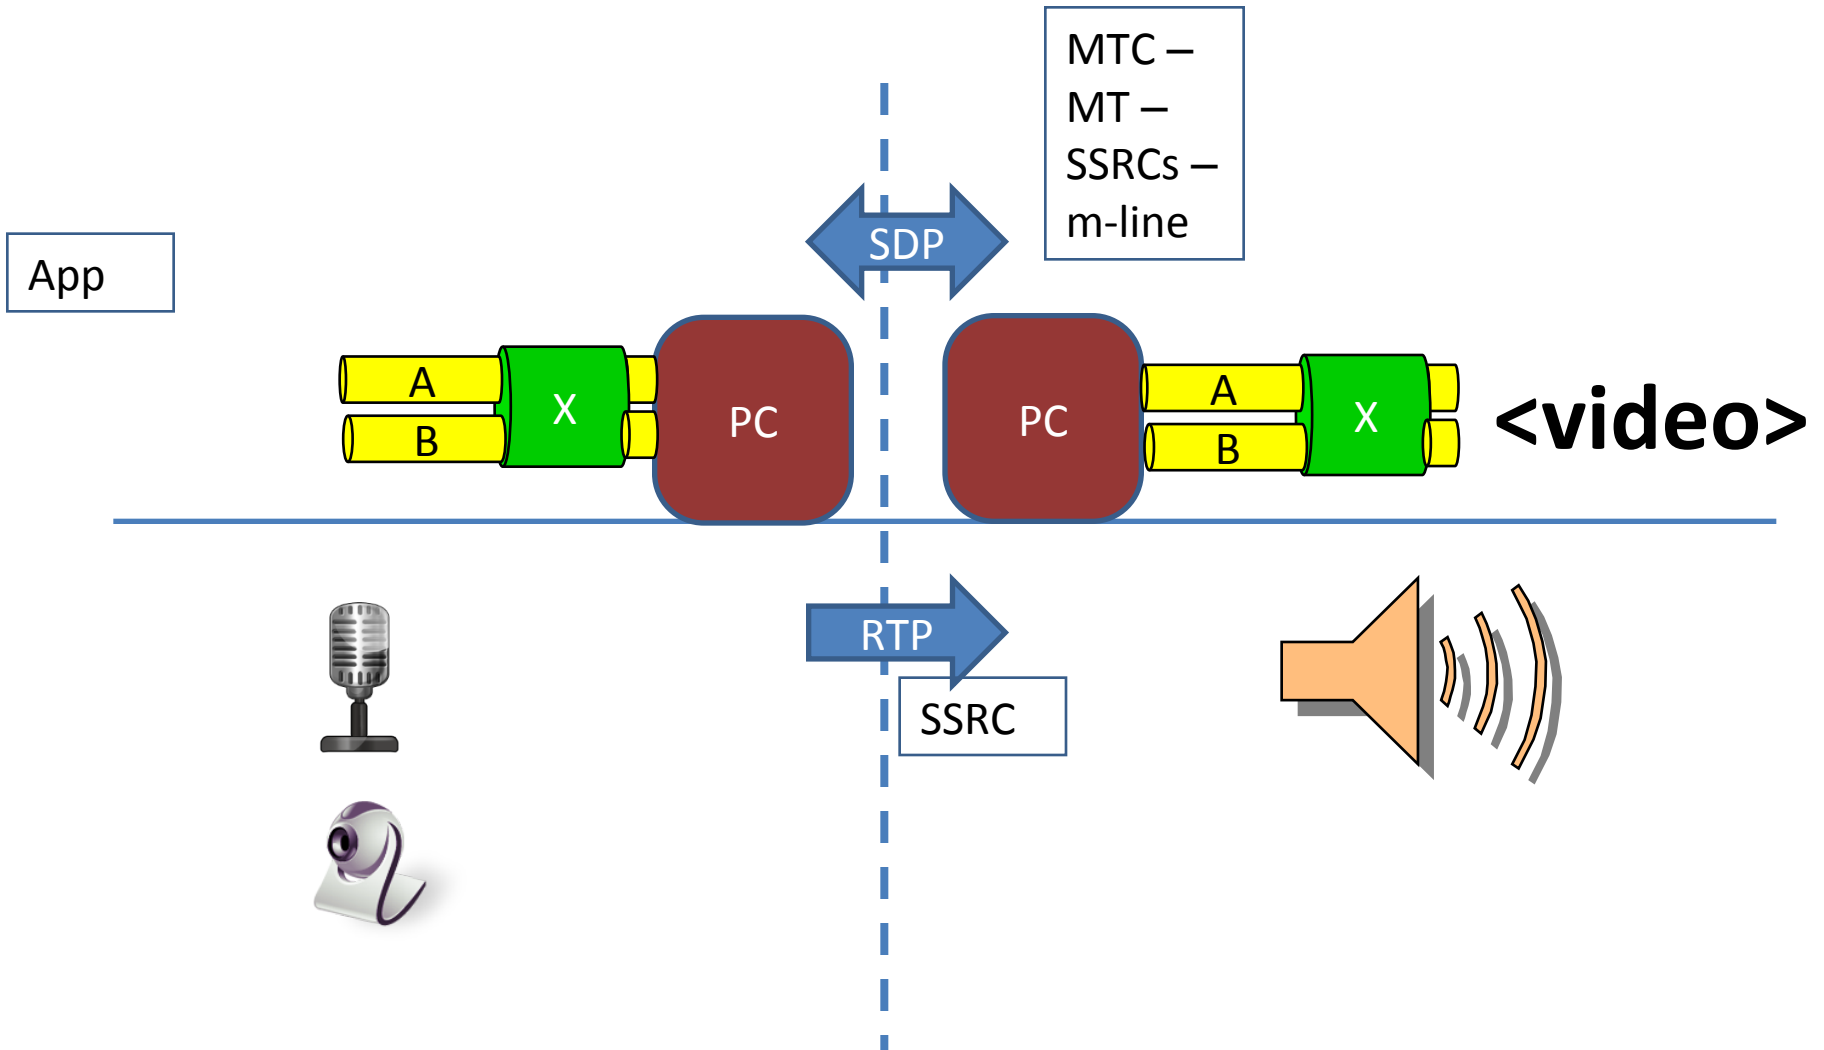 MTC –
MT –
SSRCs –
m-line
SDP
App
A
B
X
PC
PC
A
B
X
<video>
RTP
SSRC